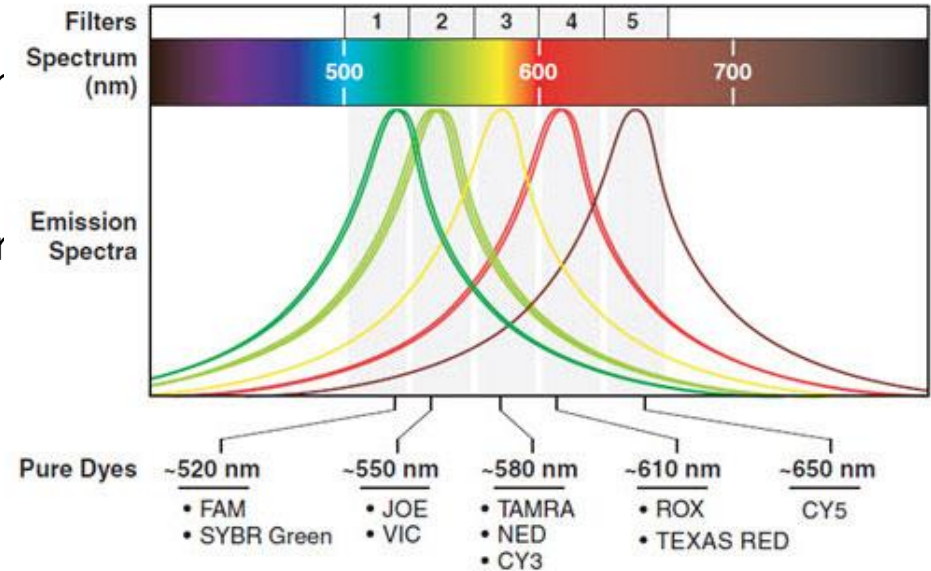 Filters 1 2 3 4 5
Spectrum (nm) 500 600 700
Emission Spectra
Pure Dyes ~520 nm ~550 nm ~580 nm ~610 nm ~650 nm
• FAM • JOE • TAMRA • ROX CY5
• SYBR Green • VIC • NED • TEXAS RED
• CY3